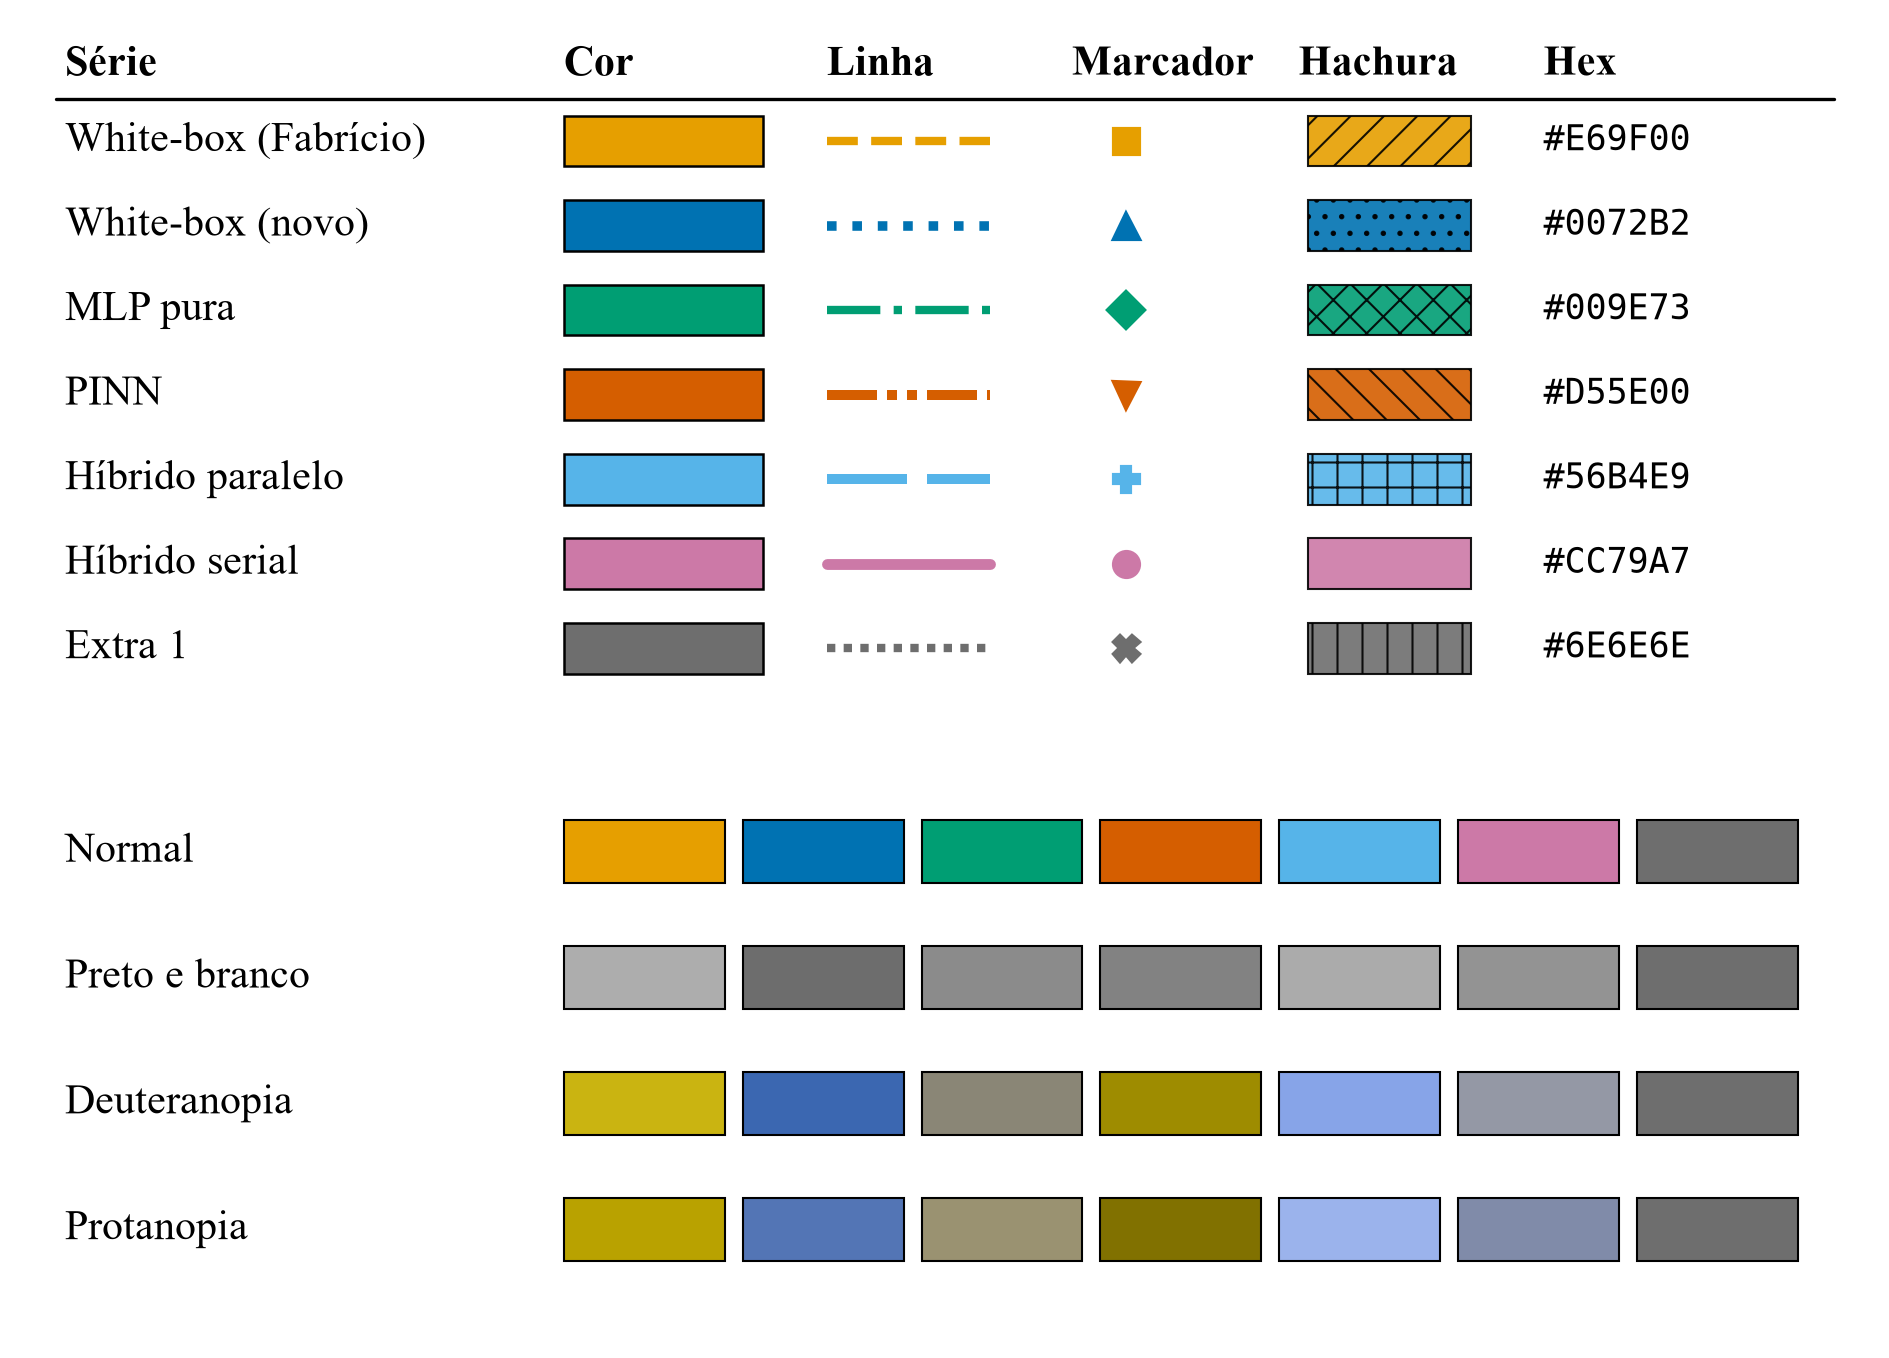 Série Cor Linha Marcador Hachura Hex
White-box (Fabrício) #E69F00
White-box (novo) #0072B2
MLP pura #009E73
PINN #D55E00
Híbrido paralelo #56B4E9
Híbrido serial #CC79A7
Extra 1 #6E6E6E
Normal
Preto e branco
Deuteranopia
Protanopia